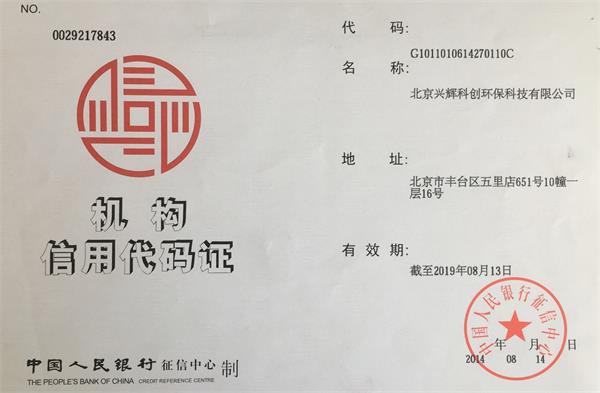 NO.
0029217843
机构
信用代码证
中国人民银行征信中心 制
THE PEOPLE'S BANK OF CHINA CREDIT REFERENCE CENTRE
代 码:
G1011010614270110C
名 称:
北京兴辉科创环保科技有限公司
地 址:
北京市丰台区五里店651号10幢一
层16号
有 效 期:
截至2019年08月13日
中国人民银行征信中心
年 月 日
2014 08 14